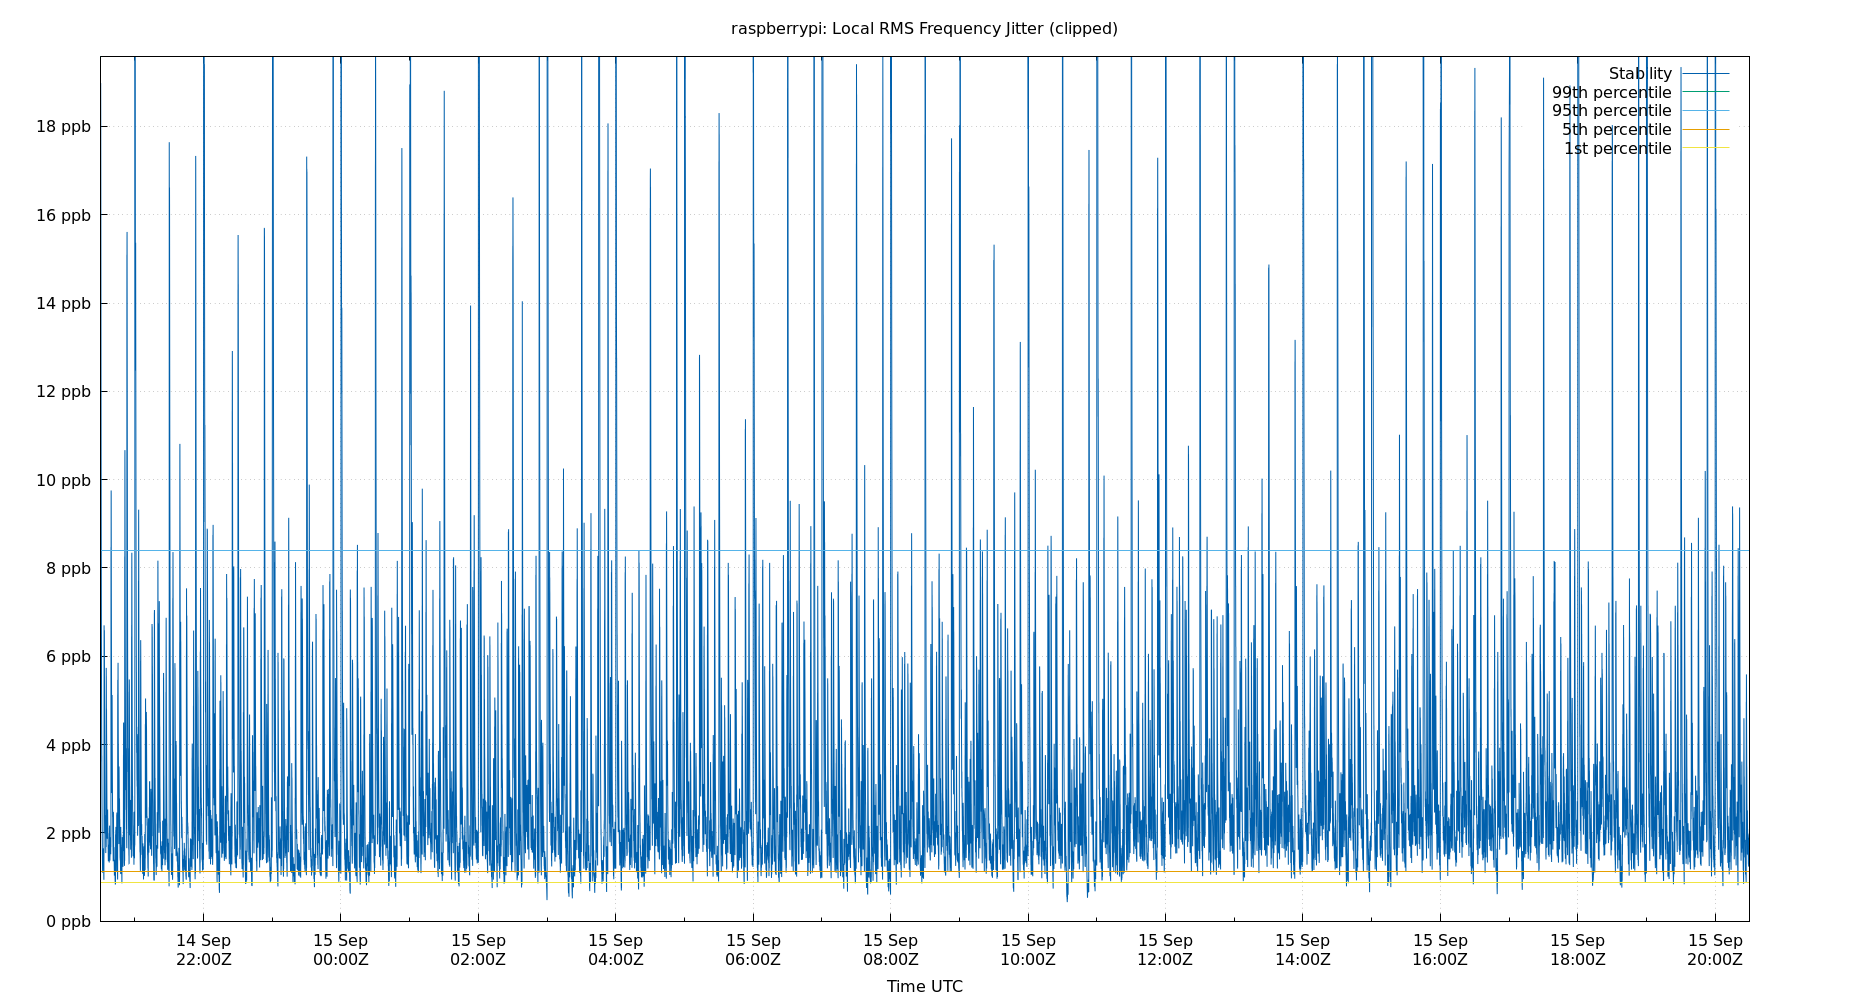 raspberrypi: Local RMS Frequency Jitter (clipped)
Stability
99th percentile
95th percentile
5th percentile
1st percentile
18 ppb
16 ppb
14 ppb
12 ppb
10 ppb
8 ppb
6 ppb
4 ppb
2 ppb
0 ppb
14 Sep 15 Sep 15 Sep 15 Sep 15 Sep 15 Sep 15 Sep 15 Sep 15 Sep 15 Sep 15 Sep 15 Sep
22:00Z 00:00Z 02:00Z 04:00Z 06:00Z 08:00Z 10:00Z 12:00Z 14:00Z 16:00Z 18:00Z 20:00Z
Time UTC